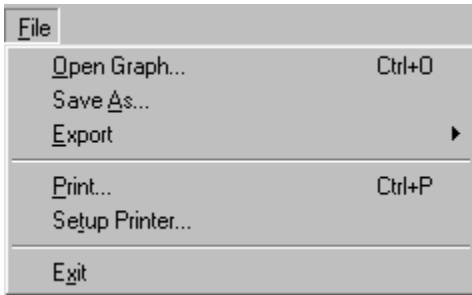 File
Open Graph... Ctrl+O
Save As...
Export
Print... Ctrl+P
Setup Printer...
Exit